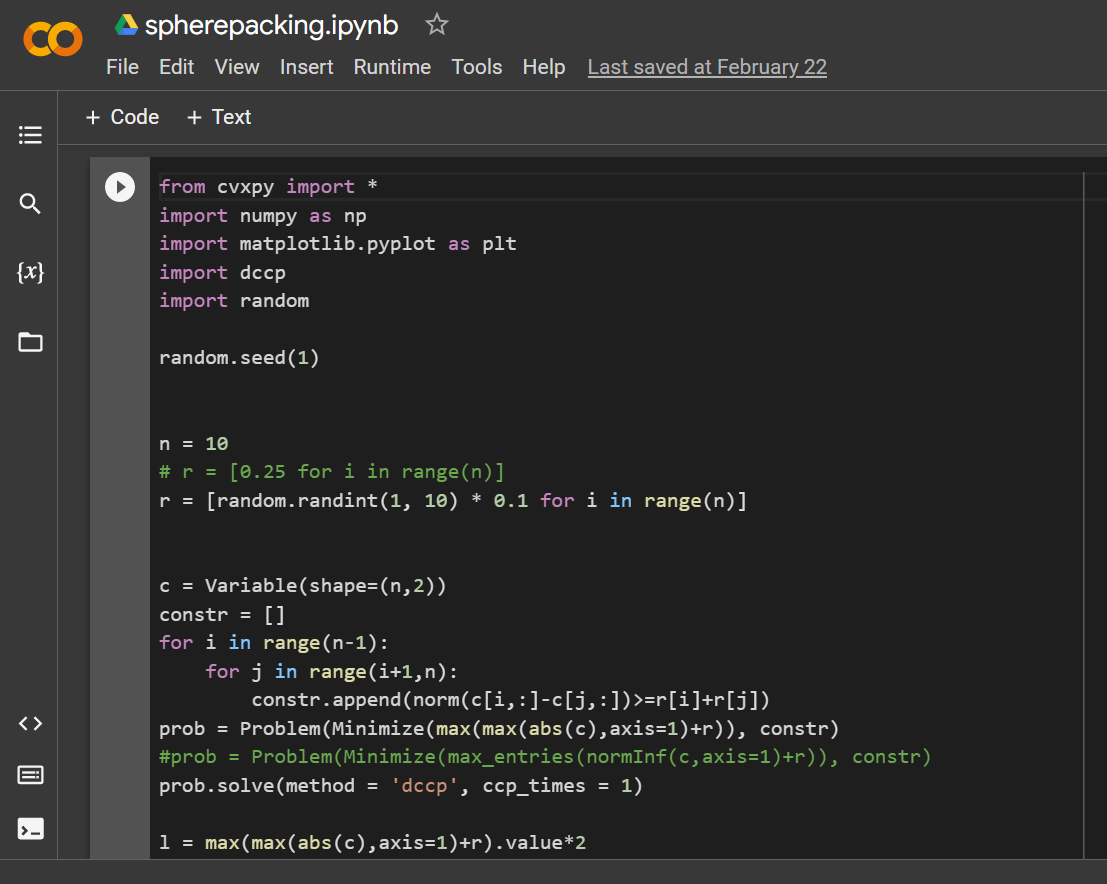 spherepacking.ipynb
File Edit View Insert Runtime Tools Help Last saved at February 22
+ Code + Text
{x}
from cvxpy import *
import numpy as np
import matplotlib.pyplot as plt
import dccp
import random
random.seed(1)
n = 10
# r = [0.25 for i in range(n)]
r = [random.randint(1, 10) * 0.1 for i in range(n)]
c = Variable(shape=(n,2))
constr = []
for i in range(n-1):
    for j in range(i+1,n):
        constr.append(norm(c[i,:]-c[j,:])>=r[i]+r[j])
prob = Problem(Minimize(max(max(abs(c),axis=1)+r)), constr)
#prob = Problem(Minimize(max_entries(normInf(c,axis=1)+r)), constr)
prob.solve(method = 'dccp', ccp_times = 1)
l = max(max(abs(c),axis=1)+r).value*2